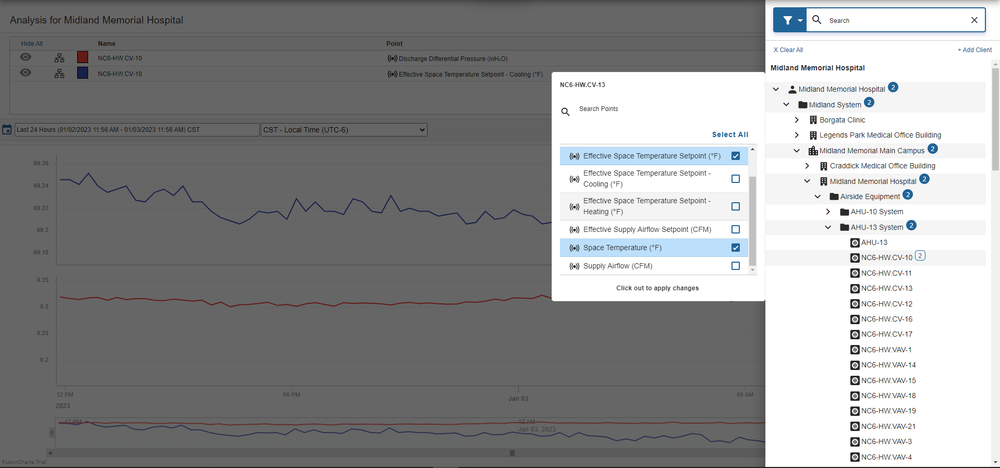 Analysis for Midland Memorial Hospital
Hide All Name Point
NC6-HW.CV-10 Discharge Differential Pressure (inH₂O)
NC6-HW.CV-10 Effective Space Temperature Setpoint - Cooling (°F)
Last 24 Hours (01/02/2023 11:56 AM - 01/03/2023 11:56 AM) CST
CST - Local Time (UTC-6)
69.26
69.24
69.22
69.2
69.18
0.35
0.3
0.25
0.2
12 PM 06 PM Jan 03 06 AM
2023
12 PM 12 AM
Jan 03, 2023
FusionCharts Trial
NC6-HW.CV-13
Search Points
Select All
Effective Space Temperature Setpoint (°F)
Effective Space Temperature Setpoint -
Cooling (°F)
Effective Space Temperature Setpoint -
Heating (°F)
Effective Supply Airflow Setpoint (CFM)
Space Temperature (°F)
Supply Airflow (CFM)
Click out to apply changes
Search
X Clear All + Add Client
Midland Memorial Hospital
Midland Memorial Hospital 2
Midland System 2
Borgata Clinic
Legends Park Medical Office Building
Midland Memorial Main Campus 2
Craddick Medical Office Building
Midland Memorial Hospital 2
Airside Equipment 2
AHU-10 System
AHU-13 System 2
AHU-13
NC6-HW.CV-10 2
NC6-HW.CV-11
NC6-HW.CV-13
NC6-HW.CV-12
NC6-HW.CV-16
NC6-HW.CV-17
NC6-HW.VAV-1
NC6-HW.VAV-14
NC6-HW.VAV-15
NC6-HW.VAV-18
NC6-HW.VAV-19
NC6-HW.VAV-21
NC6-HW.VAV-3
NC6-HW.VAV-4